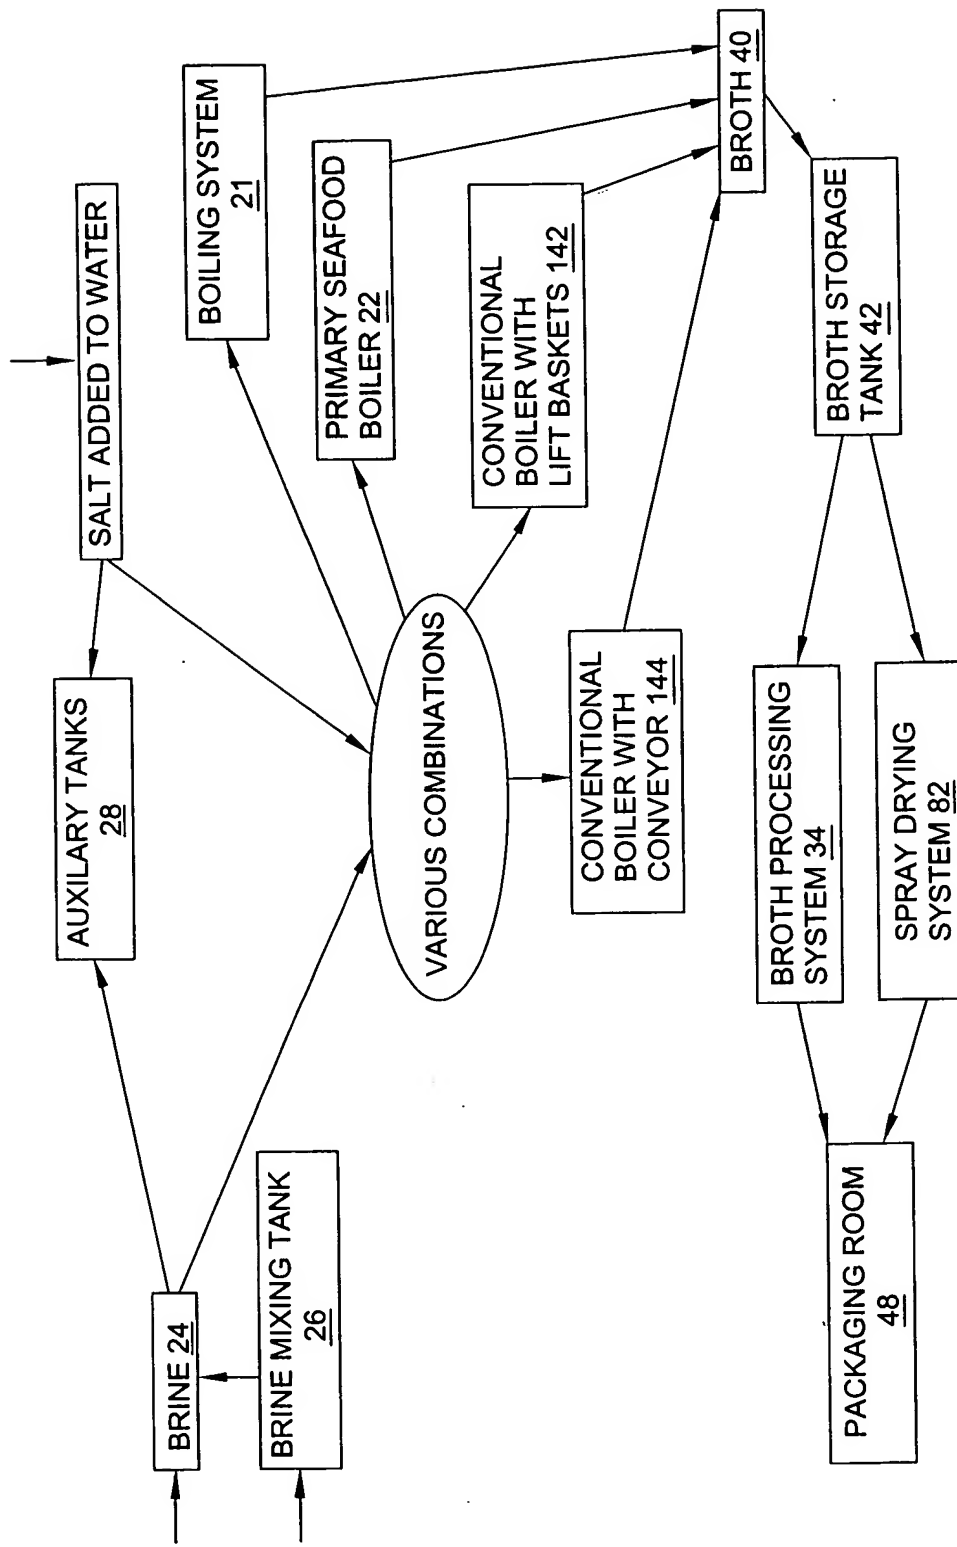 SALT ADDED TO WATER
AUXILARY TANKS
28
BRINE 24
BRINE MIXING TANK
26
BOILING SYSTEM
21
PRIMARY SEAFOOD
BOILER 22
CONVENTIONAL
BOILER WITH
LIFT BASKETS 142
VARIOUS COMBINATIONS
CONVENTIONAL
BOILER WITH
CONVEYOR 144
BROTH 40
BROTH STORAGE
TANK 42
BROTH PROCESSING
SYSTEM 34
SPRAY DRYING
SYSTEM 82
PACKAGING ROOM
48